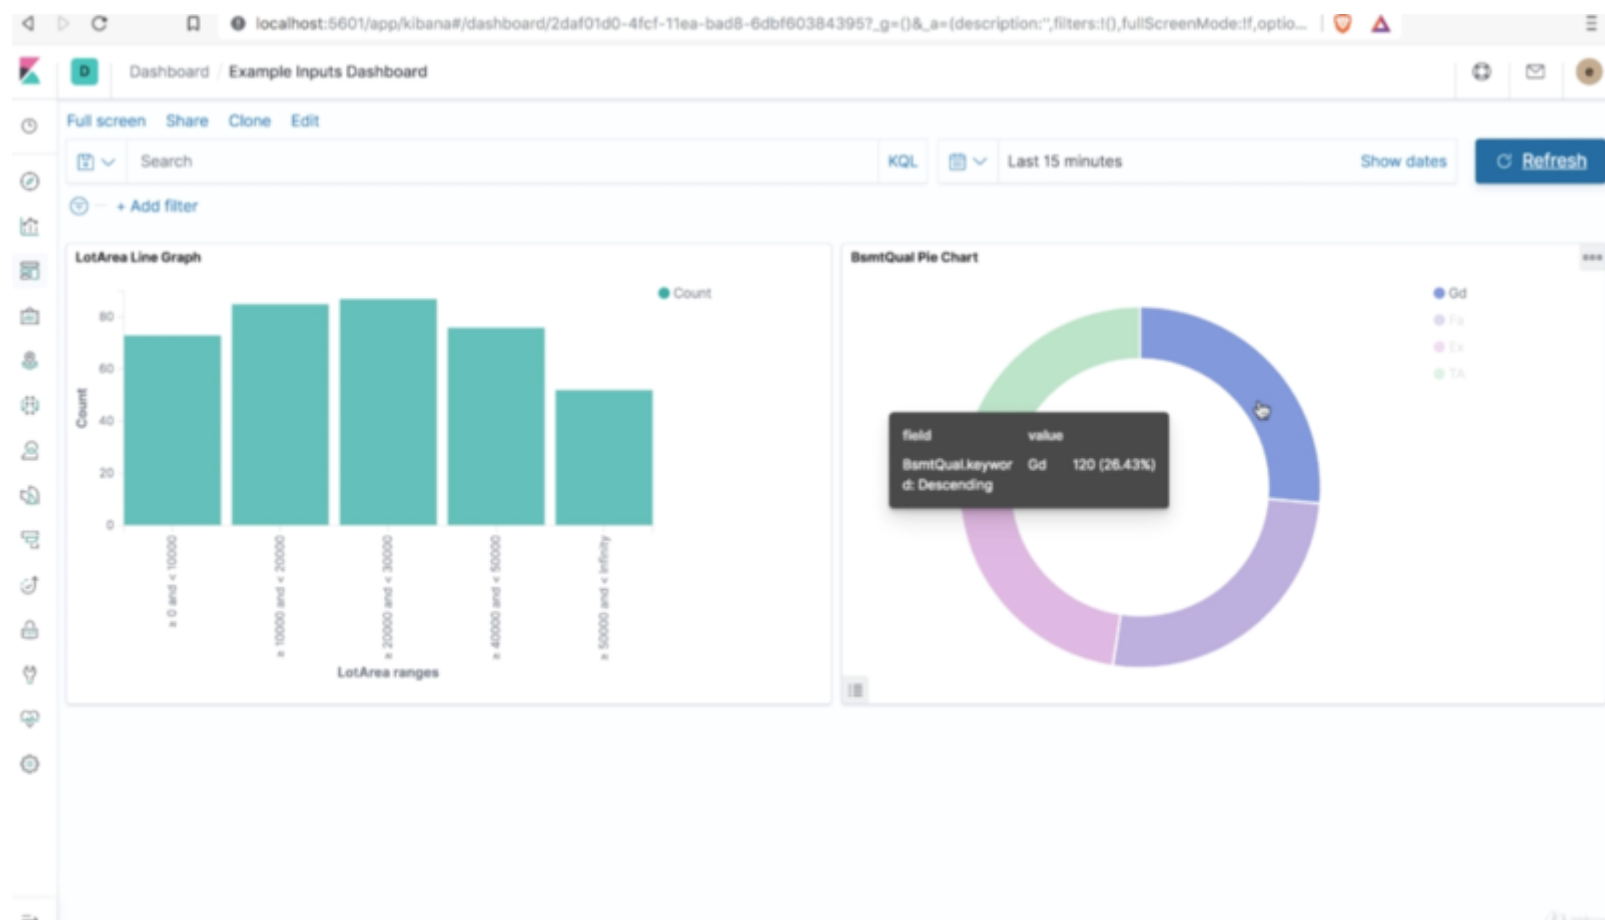 localhost:5601/app/kibana#/dashboard/2daf01d0-4fcf-11ea-bad8-6dbf60384395?_g=()&_a=(description:'',filters:!(),fullScreenMode:!f,optio...
D
Dashboard / Example Inputs Dashboard
e
Full screen Share Clone Edit
Search KQL Last 15 minutes Show dates Refresh
+ Add filter
LotArea Line Graph
Count
80
60
40
20
0
Count
≥ 0 and < 10000
≥ 10000 and < 20000
≥ 20000 and < 30000
≥ 40000 and < 50000
≥ 50000 and < Infinity
LotArea ranges
BsmtQual Pie Chart
Gd
Fa
Ex
TA
field value
BsmtQual.keywor Gd 120 (26.43%)
d: Descending